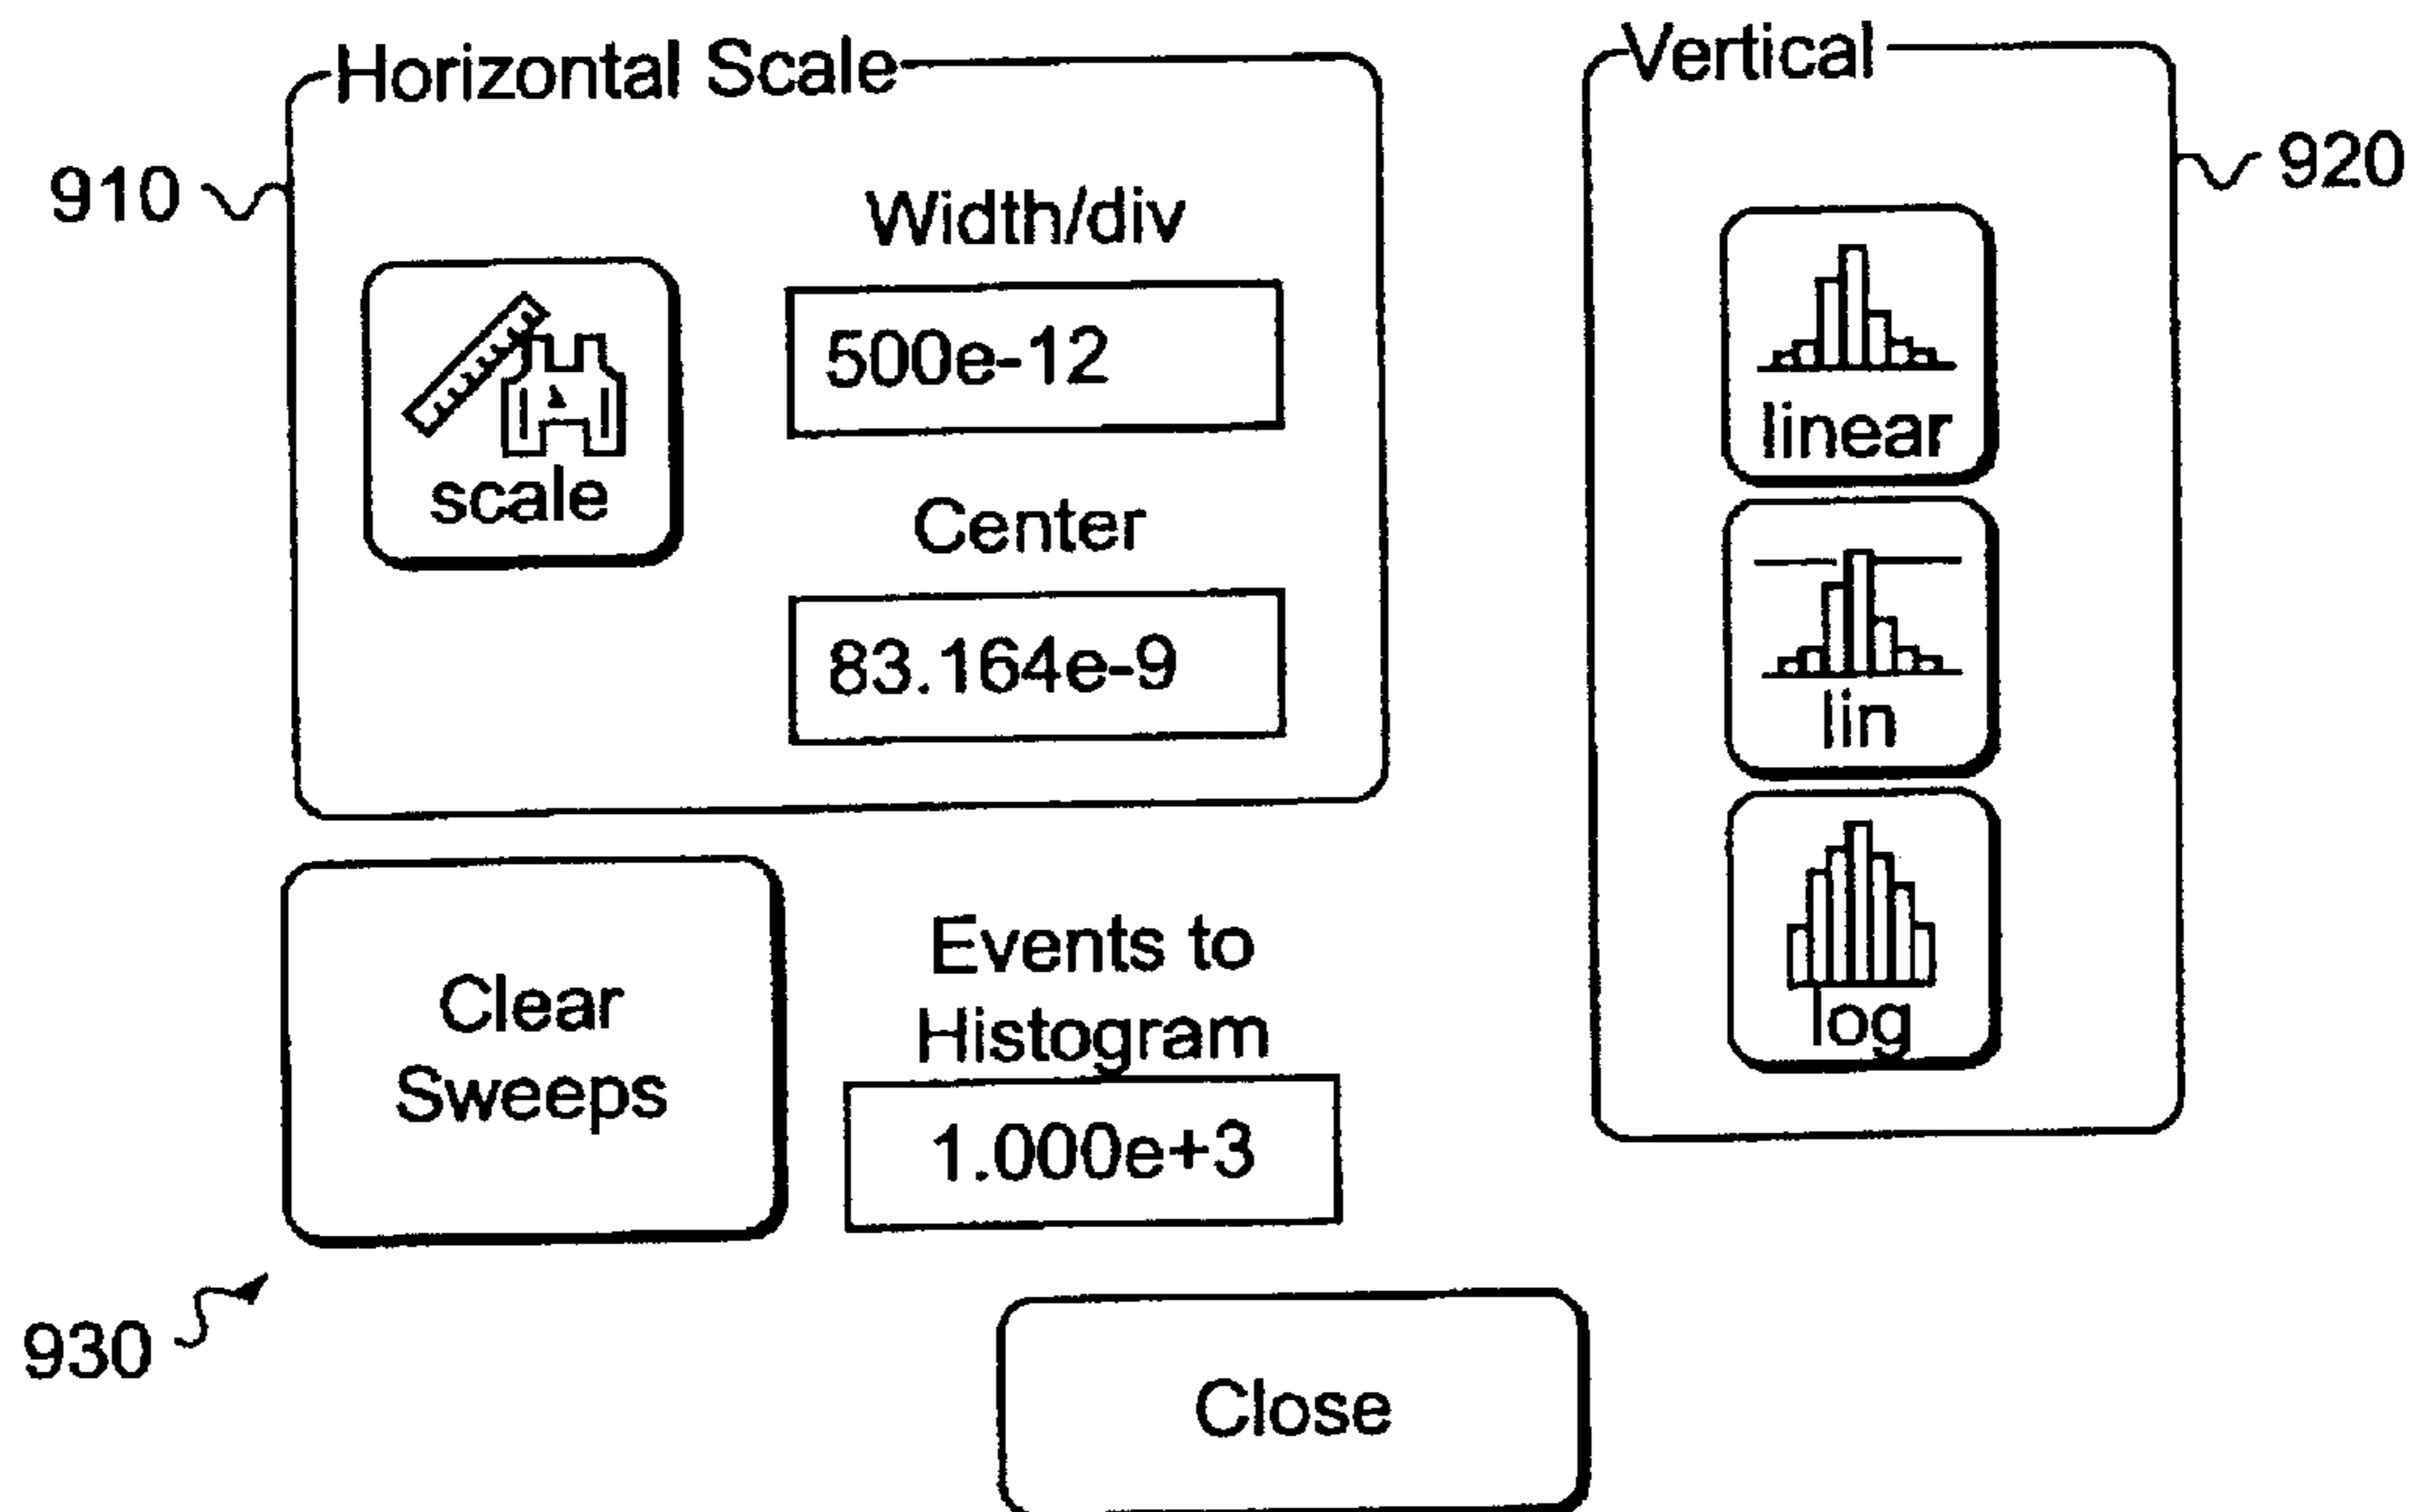 Horizontal Scale
910
Width/div
500e-12
scale
Center
83.164e-9
Vertical
920
linear
lin
log
Clear
Sweeps
Events to
Histogram
1.000e+3
930
Close